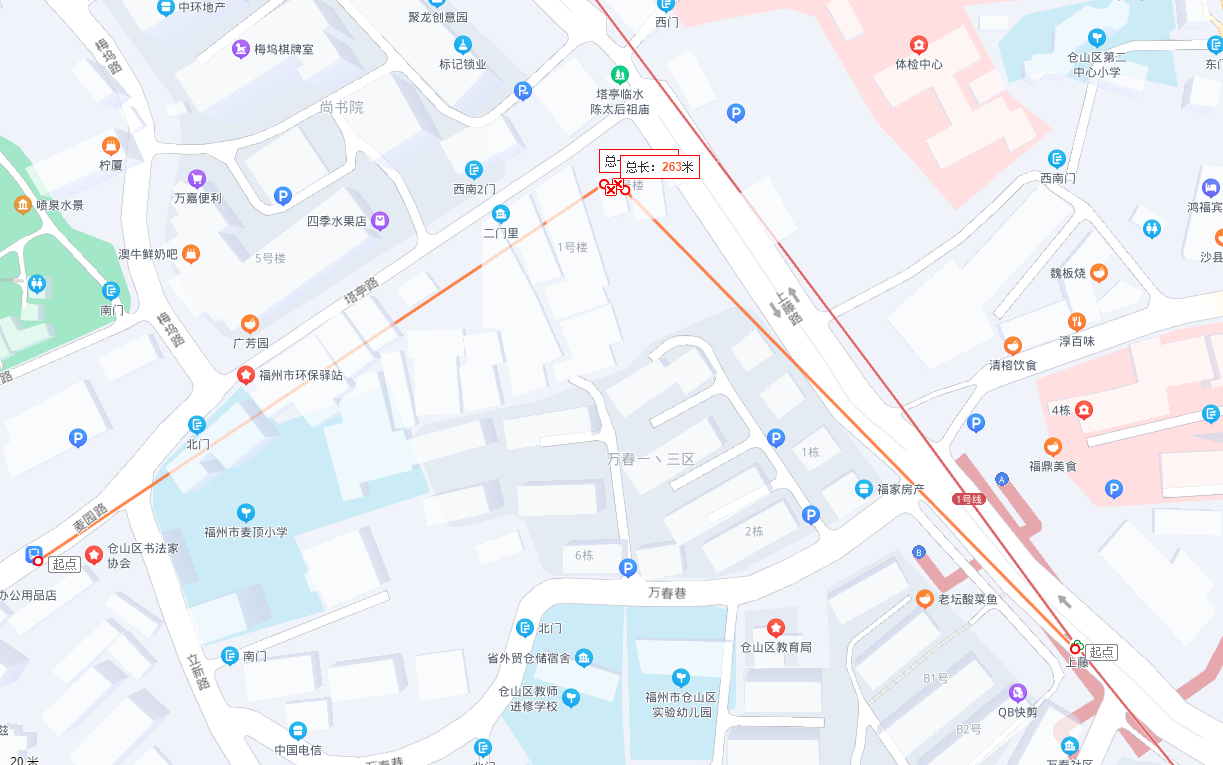 中环地产
聚龙创意园
西门
梅坞路
梅坞棋牌室
标记锁业
体检中心
仓山区第二
中心小学
东门
P
塔亭临水
陈太后祖庙
P
尚书院
柠厦
总长：263米
号楼
西南2门
西南门
万嘉便利
P
喷泉水景
四季水果店
二门里
1号楼
鸿福宾
澳牛鲜奶吧
5号楼
沙县
魏板烧
塔亭路
南门
上藤路
梅坞路
广芳园
淳百味
清榕饮食
路
福州市环保驿站
4栋
北门
P
P
P
1栋
万春一、三区
福鼎美食
A
福家房产
P
1号线
麦园路
福州市麦顶小学
P
2栋
起点
仓山区书法家
协会
6栋
B
P
办公用品店
万春巷
老坛酸菜鱼
北门
仓山区教育局
起点
上藤
立新路
南门
省外贸仓储宿舍
仓山区教师
进修学校
福州市仓山区
实验幼儿园
B1号
QB快剪
B2号
中国电信
万春巷
20 米